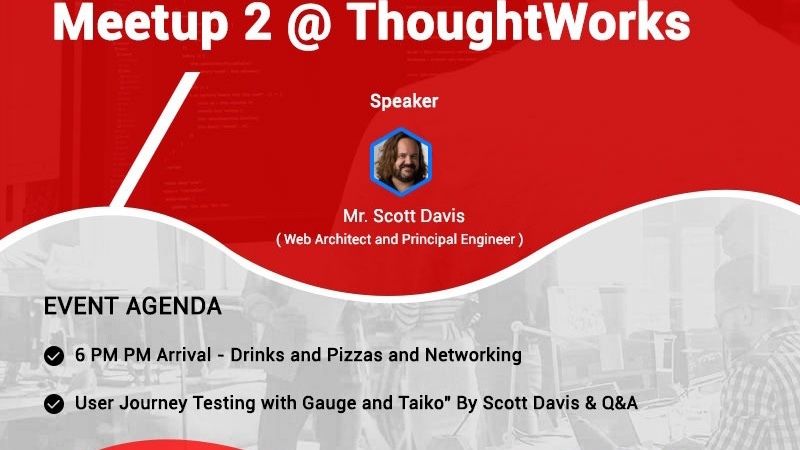 Meetup 2 @ ThoughtWorks
Speaker
Mr. Scott Davis
( Web Architect and Principal Engineer )
EVENT AGENDA
6 PM PM Arrival - Drinks and Pizzas and Networking
User Journey Testing with Gauge and Taiko" By Scott Davis & Q&A